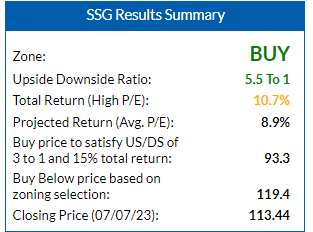 SSG Results Summary
Zone: BUY
Upside Downside Ratio: 5.5 To 1
Total Return (High P/E): 10.7%
Projected Return (Avg. P/E): 8.9%
Buy price to satisfy US/DS of
3 to 1 and 15% total return: 93.3
Buy Below price based on
zoning selection: 119.4
Closing Price (07/07/23): 113.44